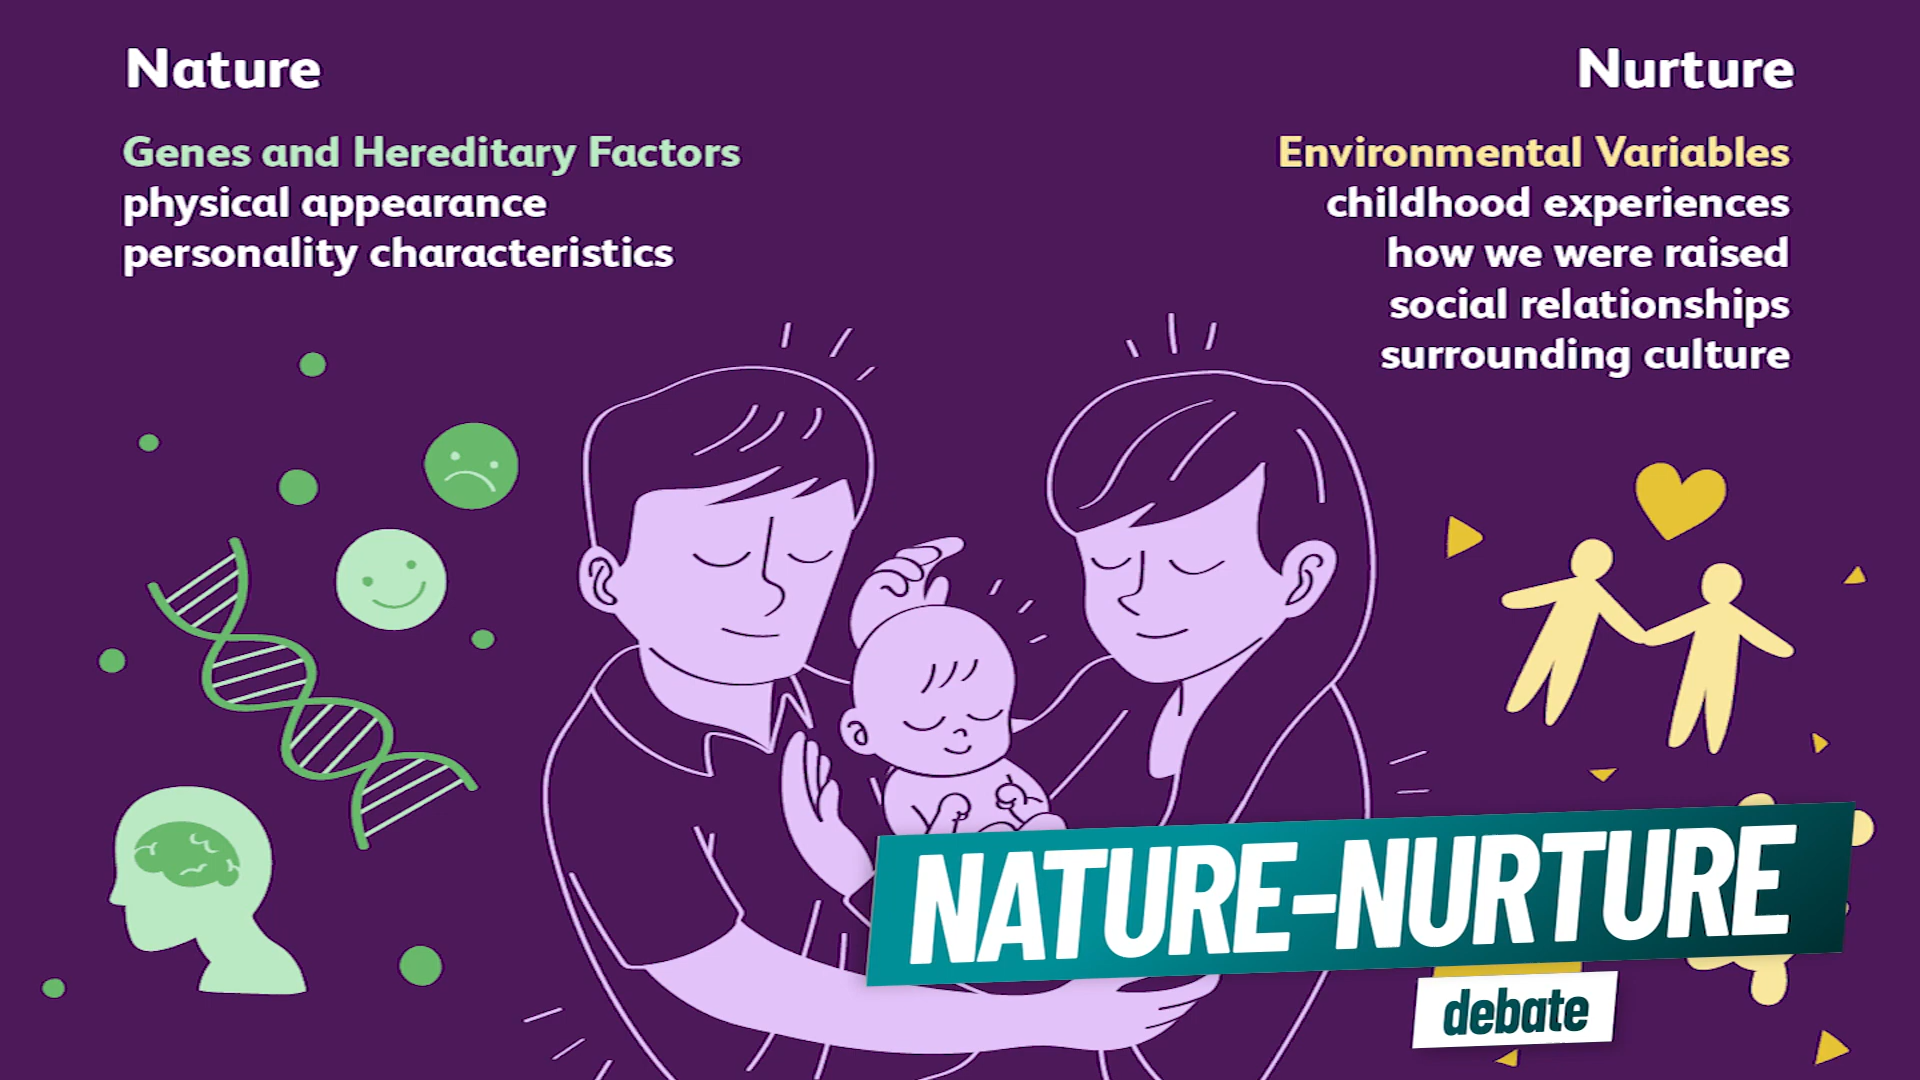 Nature
Genes and Hereditary Factors
physical appearance
personality characteristics
Nurture
Environmental Variables
childhood experiences
how we were raised
social relationships
surrounding culture
NATURE-NURTURE
debate